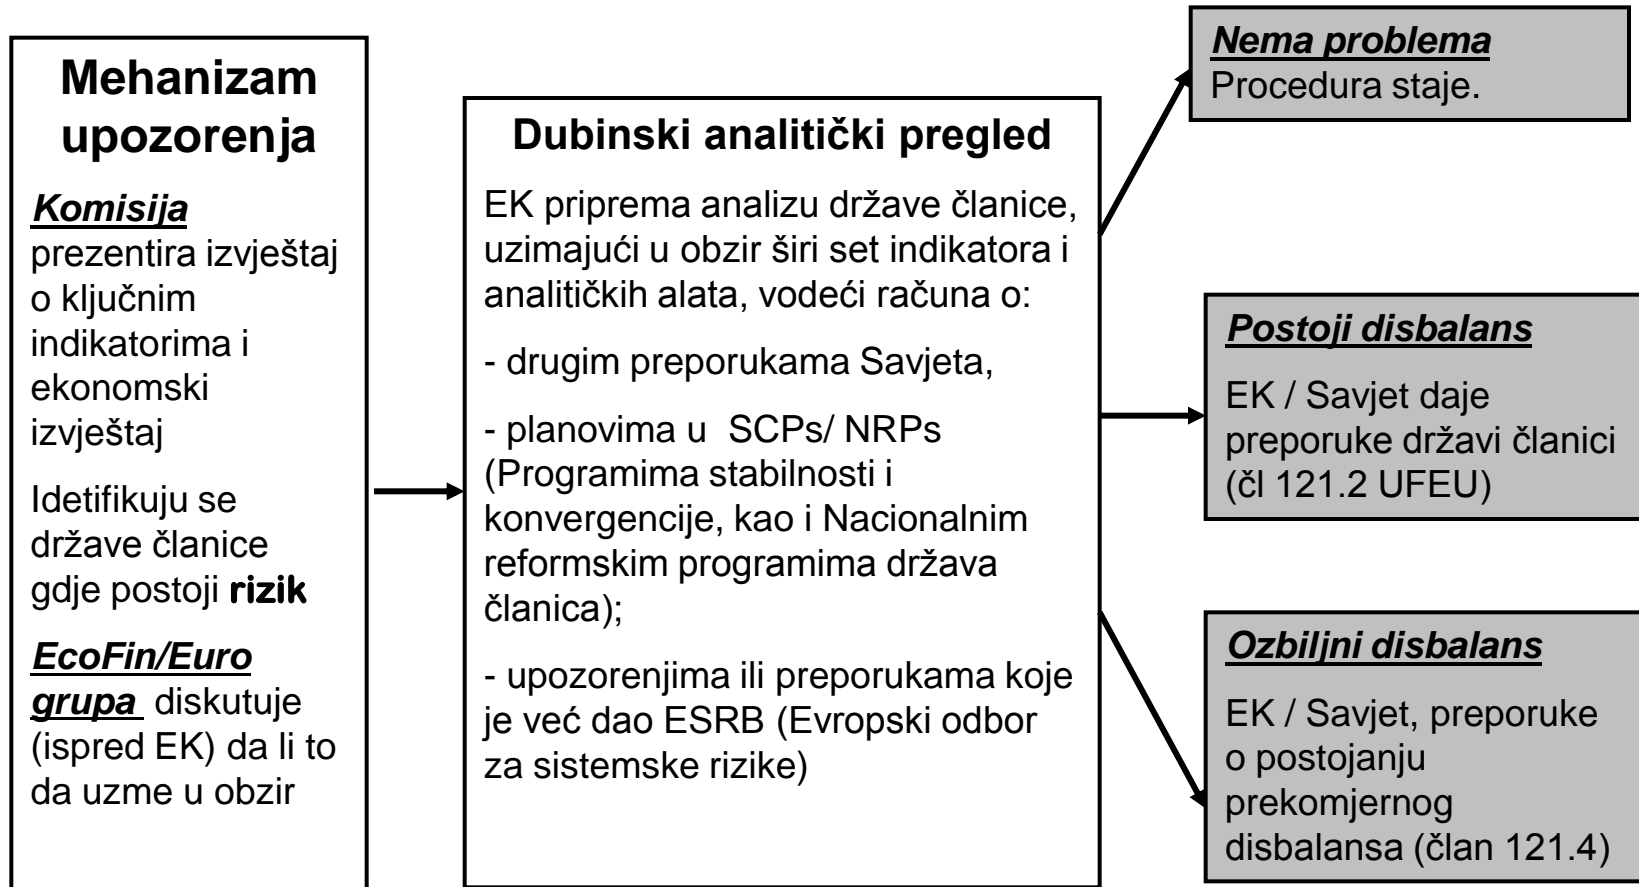 Mehanizam
upozorenja
Komisija
prezentira izvještaj
o ključnim
indikatorima i
ekonomski
izvještaj
Idetifikuju se
države članice
gdje postoji rizik
EcoFin/Euro
grupa diskutuje
(ispred EK) da li to
da uzme u obzir
Dubinski analitički pregled
EK priprema analizu države članice,
uzimajući u obzir širi set indikatora i
analitičkih alata, vodeći računa o:
- drugim preporukama Savjeta,
- planovima u SCPs/ NRPs
(Programima stabilnosti i
konvergencije, kao i Nacionalnim
reformskim programima država
članica);
- upozorenjima ili preporukama koje
je već dao ESRB (Evropski odbor
za sistemske rizike)
Nema problema
Procedura staje.
Postoji disbalans
EK / Savjet daje
preporuke državi članici
(čl 121.2 UFEU)
Ozbiljni disbalans
EK / Savjet, preporuke
o postojanju
prekomjernog
disbalansa (član 121.4)